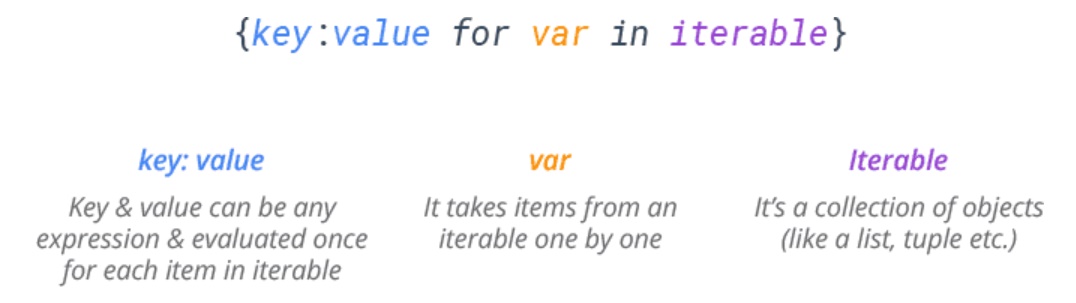 {key:value for var in iterable}
key: value
Key & value can be any
expression & evaluated once
for each item in iterable
var
It takes items from an
iterable one by one
Iterable
It’s a collection of objects
(like a list, tuple etc.)